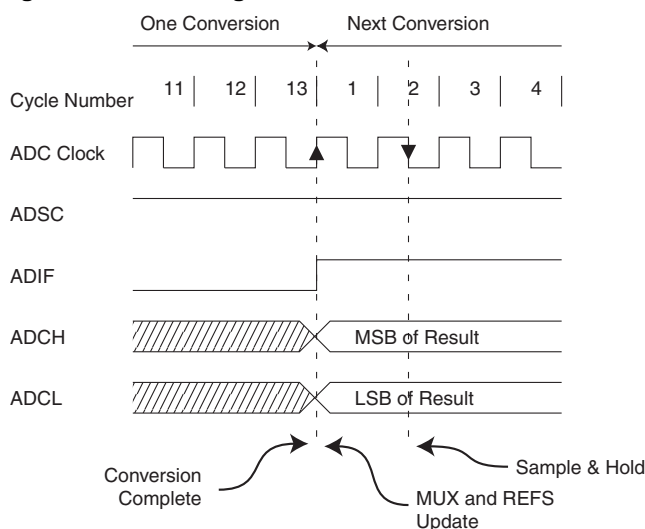 One Conversion Next Conversion
Cycle Number 11 12 13 1 2 3 4
ADC Clock
ADSC
ADIF
ADCH MSB of Result
ADCL LSB of Result
Conversion
Complete
Sample & Hold
MUX and REFS
Update